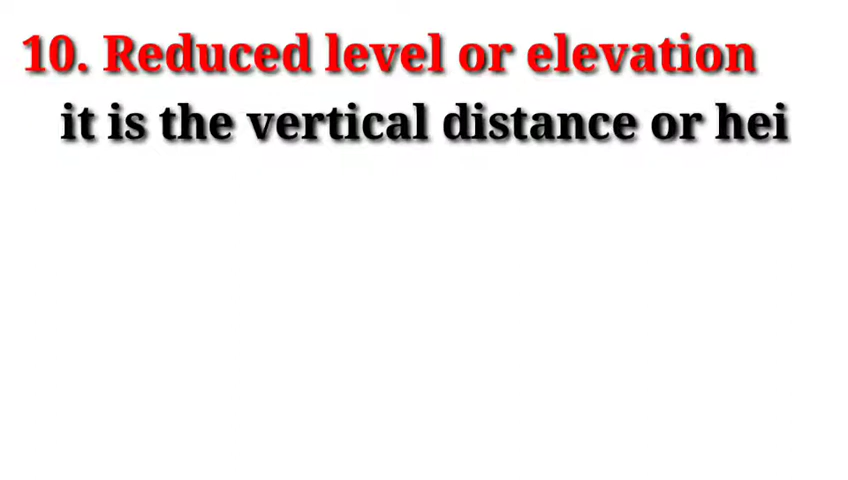 10. Reduced level or elevation
it is the vertical distance or hei